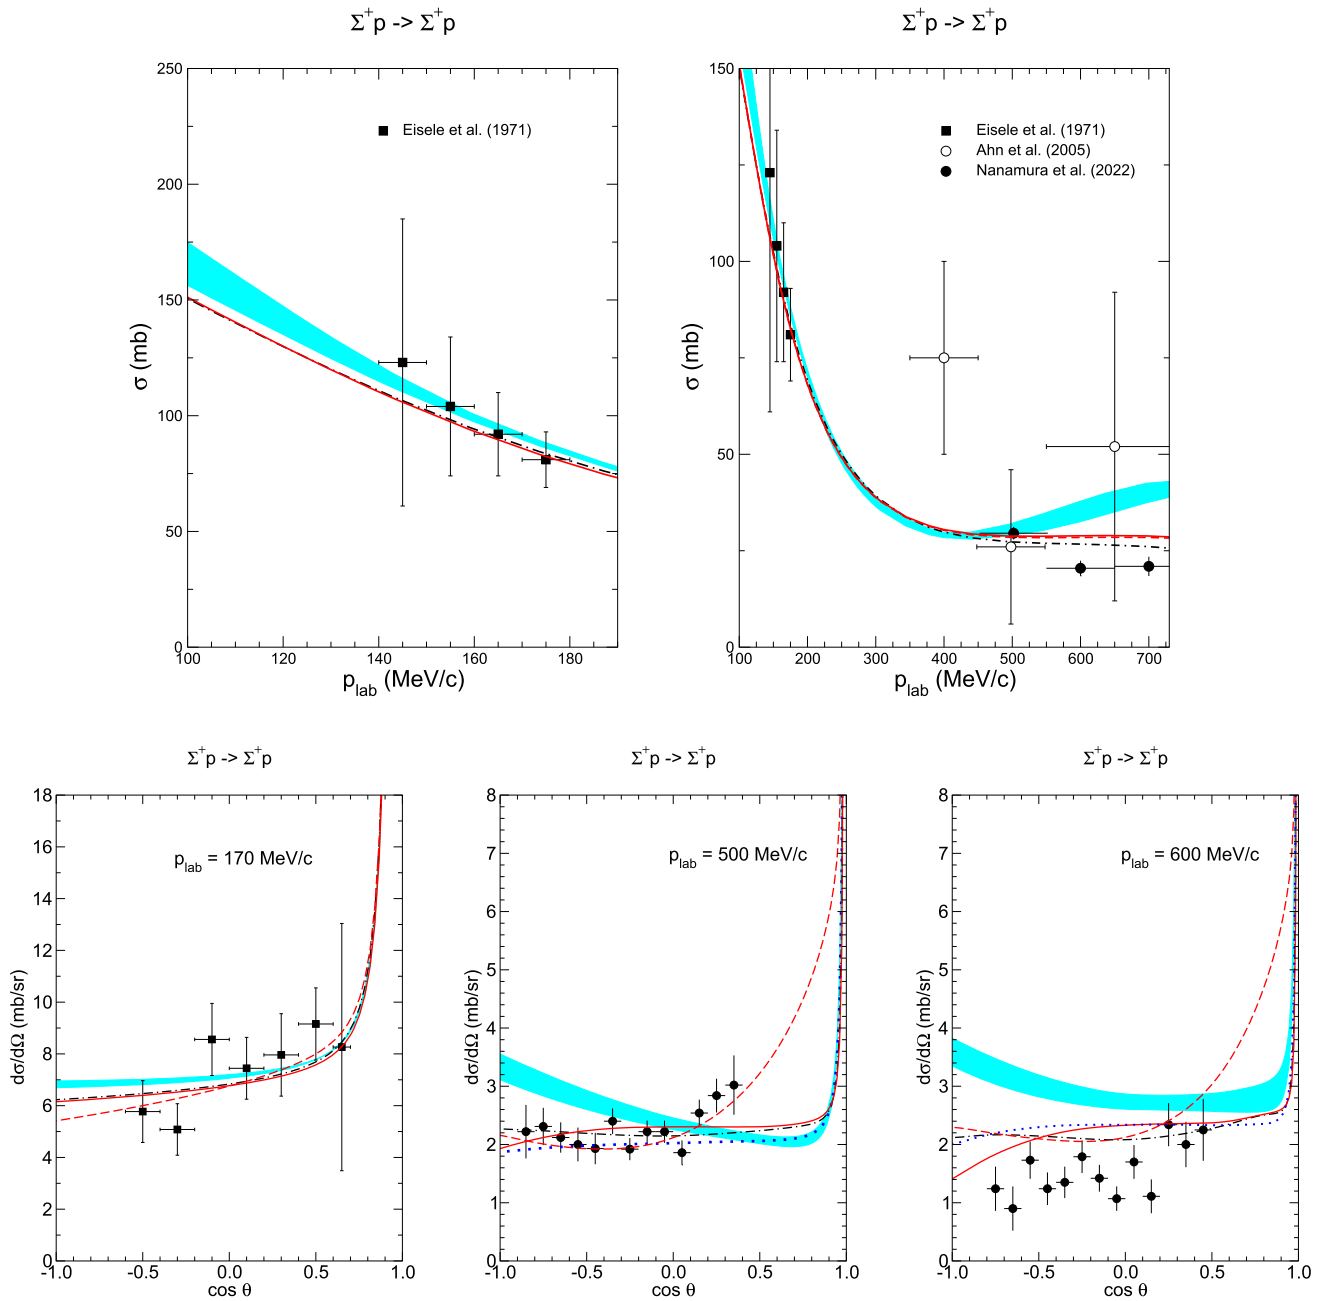 Σ+p -> Σ+p
250
200
150
100
50
0
100
120
140
160
180
σ (mb)
plab (MeV/c)
Eisele et al. (1971)
Σ+p -> Σ+p
150
100
50
0
100
200
300
400
500
600
700
σ (mb)
plab (MeV/c)
Eisele et al. (1971)
Ahn et al. (2005)
Nanamura et al. (2022)
Σ+p -> Σ+p
18
16
14
12
10
8
6
4
2
0
-1.0
-0.5
0.0
0.5
1.0
dσ/dΩ (mb/sr)
cos θ
plab = 170 MeV/c
Σ+p -> Σ+p
8
7
6
5
4
3
2
1
0
-1.0
-0.5
0.0
0.5
1.0
dσ/dΩ (mb/sr)
cos θ
plab = 500 MeV/c
Σ+p -> Σ+p
8
7
6
5
4
3
2
1
0
-1.0
-0.5
0.0
0.5
1.0
dσ/dΩ (mb/sr)
cos θ
plab = 600 MeV/c